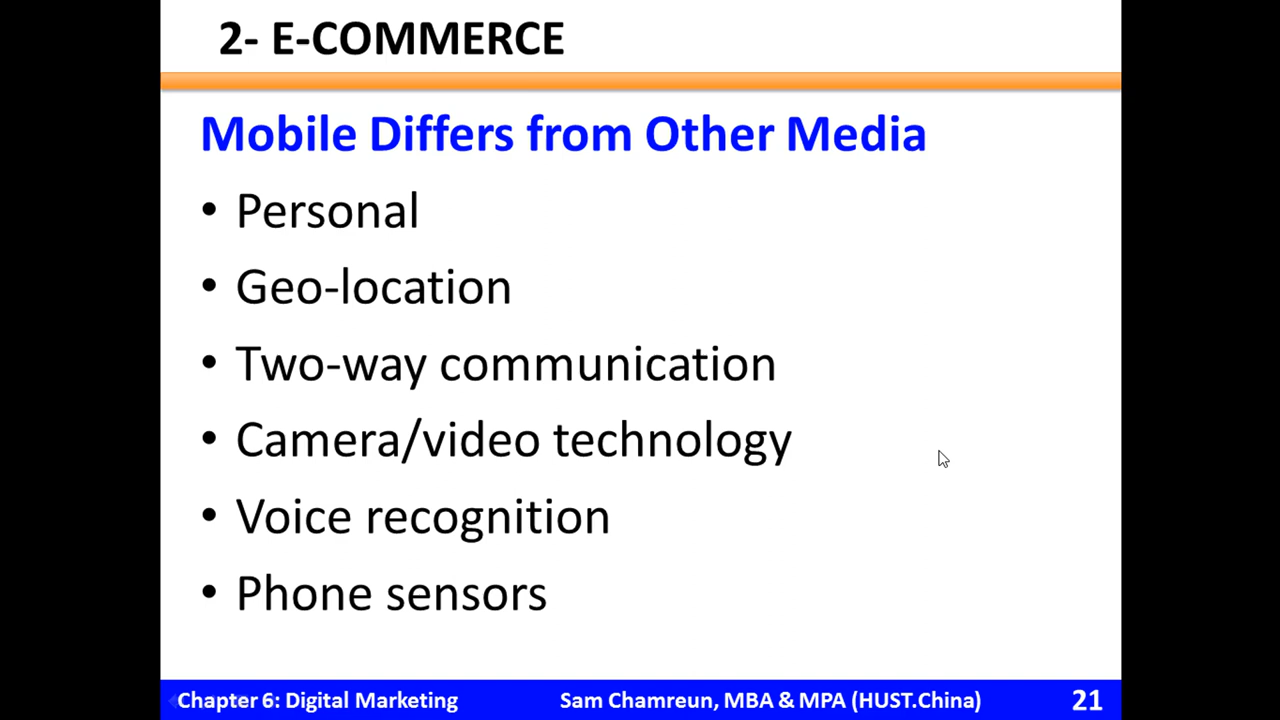 2- E-COMMERCE
Mobile Differs from Other Media
• Personal
• Geo-location
• Two-way communication
• Camera/video technology
• Voice recognition
• Phone sensors
Chapter 6: Digital Marketing Sam Chamreun, MBA & MPA (HUST.China) 21